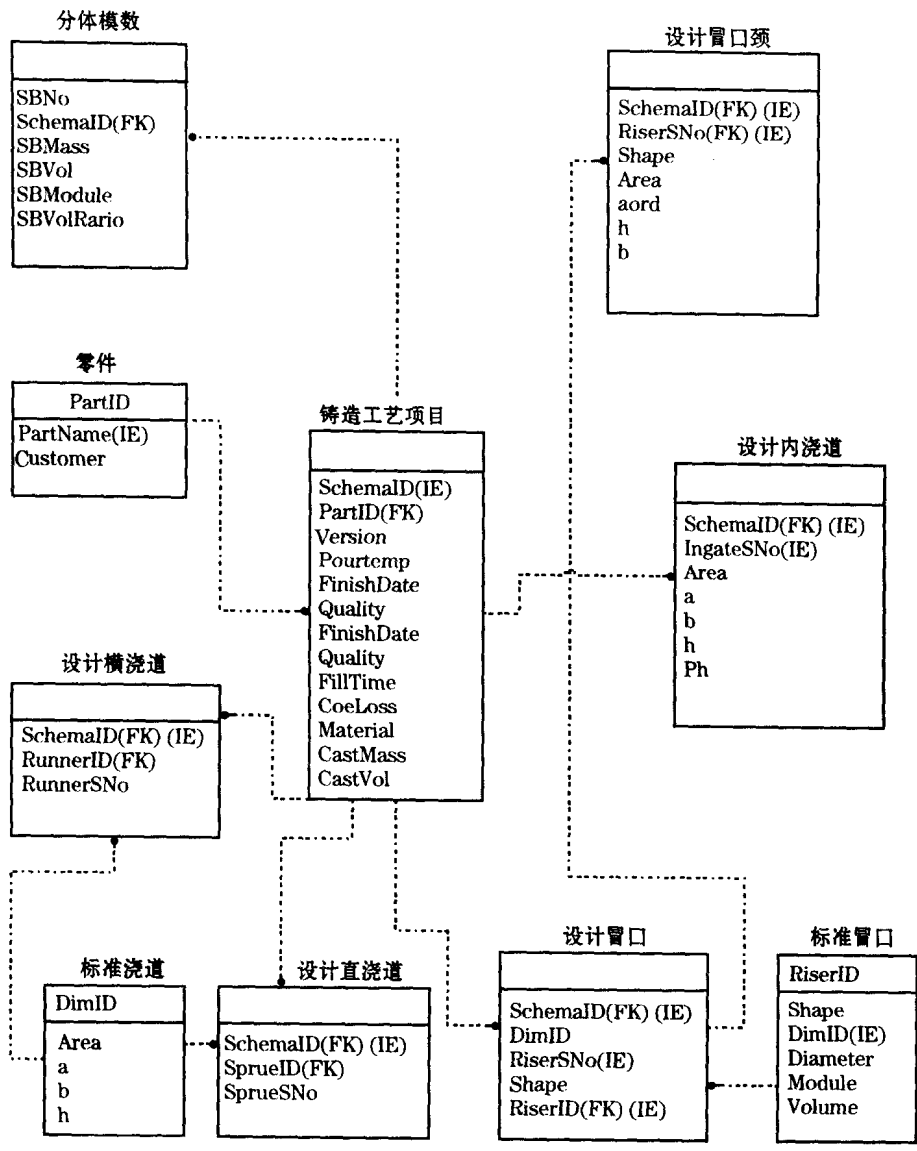 分体模数
SBNo
SchemaID(FK)
SBMass
SBVol
SBModule
SBVolRario
设计冒口颈
SchemaID(FK) (IE)
RiserSNo(FK) (IE)
Shape
Area
aord
h
b
零件
PartID
PartName(IE)
Customer
铸造工艺项目
SchemaID(IE)
PartID(FK)
Version
Pourtemp
FinishDate
Quality
FinishDate
Quality
FillTime
CoeLoss
Material
CastMass
CastVol
设计内浇道
SchemaID(FK) (IE)
IngateSNo(IE)
Area
a
b
h
Ph
设计横浇道
SchemaID(FK) (IE)
RunnerID(FK)
RunnerSNo
标准浇道
DimID
Area
a
b
h
设计直浇道
SchemaID(FK) (IE)
SprueID(FK)
SprueSNo
设计冒口
SchemaID(FK) (IE)
DimID
RiserSNo(IE)
Shape
RiserID(FK) (IE)
标准冒口
RiserID
Shape
DimID(IE)
Diameter
Module
Volume